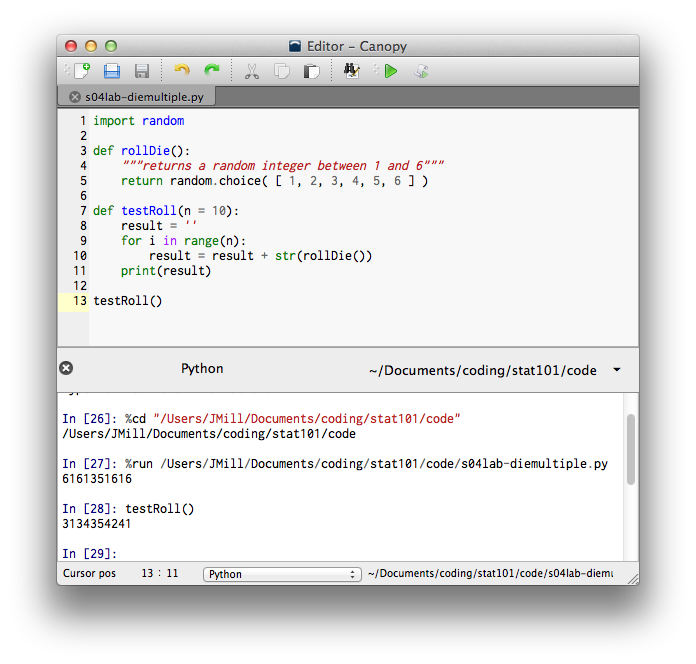 Editor – Canopy
s04lab-diemultiple.py
1 import random
2
3 def rollDie():
4     """returns a random integer between 1 and 6"""
5     return random.choice( [ 1, 2, 3, 4, 5, 6 ] )
6
7 def testRoll(n = 10):
8     result = ''
9     for i in range(n):
10         result = result + str(rollDie())
11     print(result)
12
13 testRoll()
Python ~/Documents/coding/stat101/code
In [26]: %cd "/Users/JMill/Documents/coding/stat101/code"
/Users/JMill/Documents/coding/stat101/code
In [27]: %run /Users/JMill/Documents/coding/stat101/code/s04lab-diemultiple.py
6161351616
In [28]: testRoll()
3134354241
In [29]:
Cursor pos 13 : 11 Python ~/Documents/coding/stat101/code/s04lab-diemu